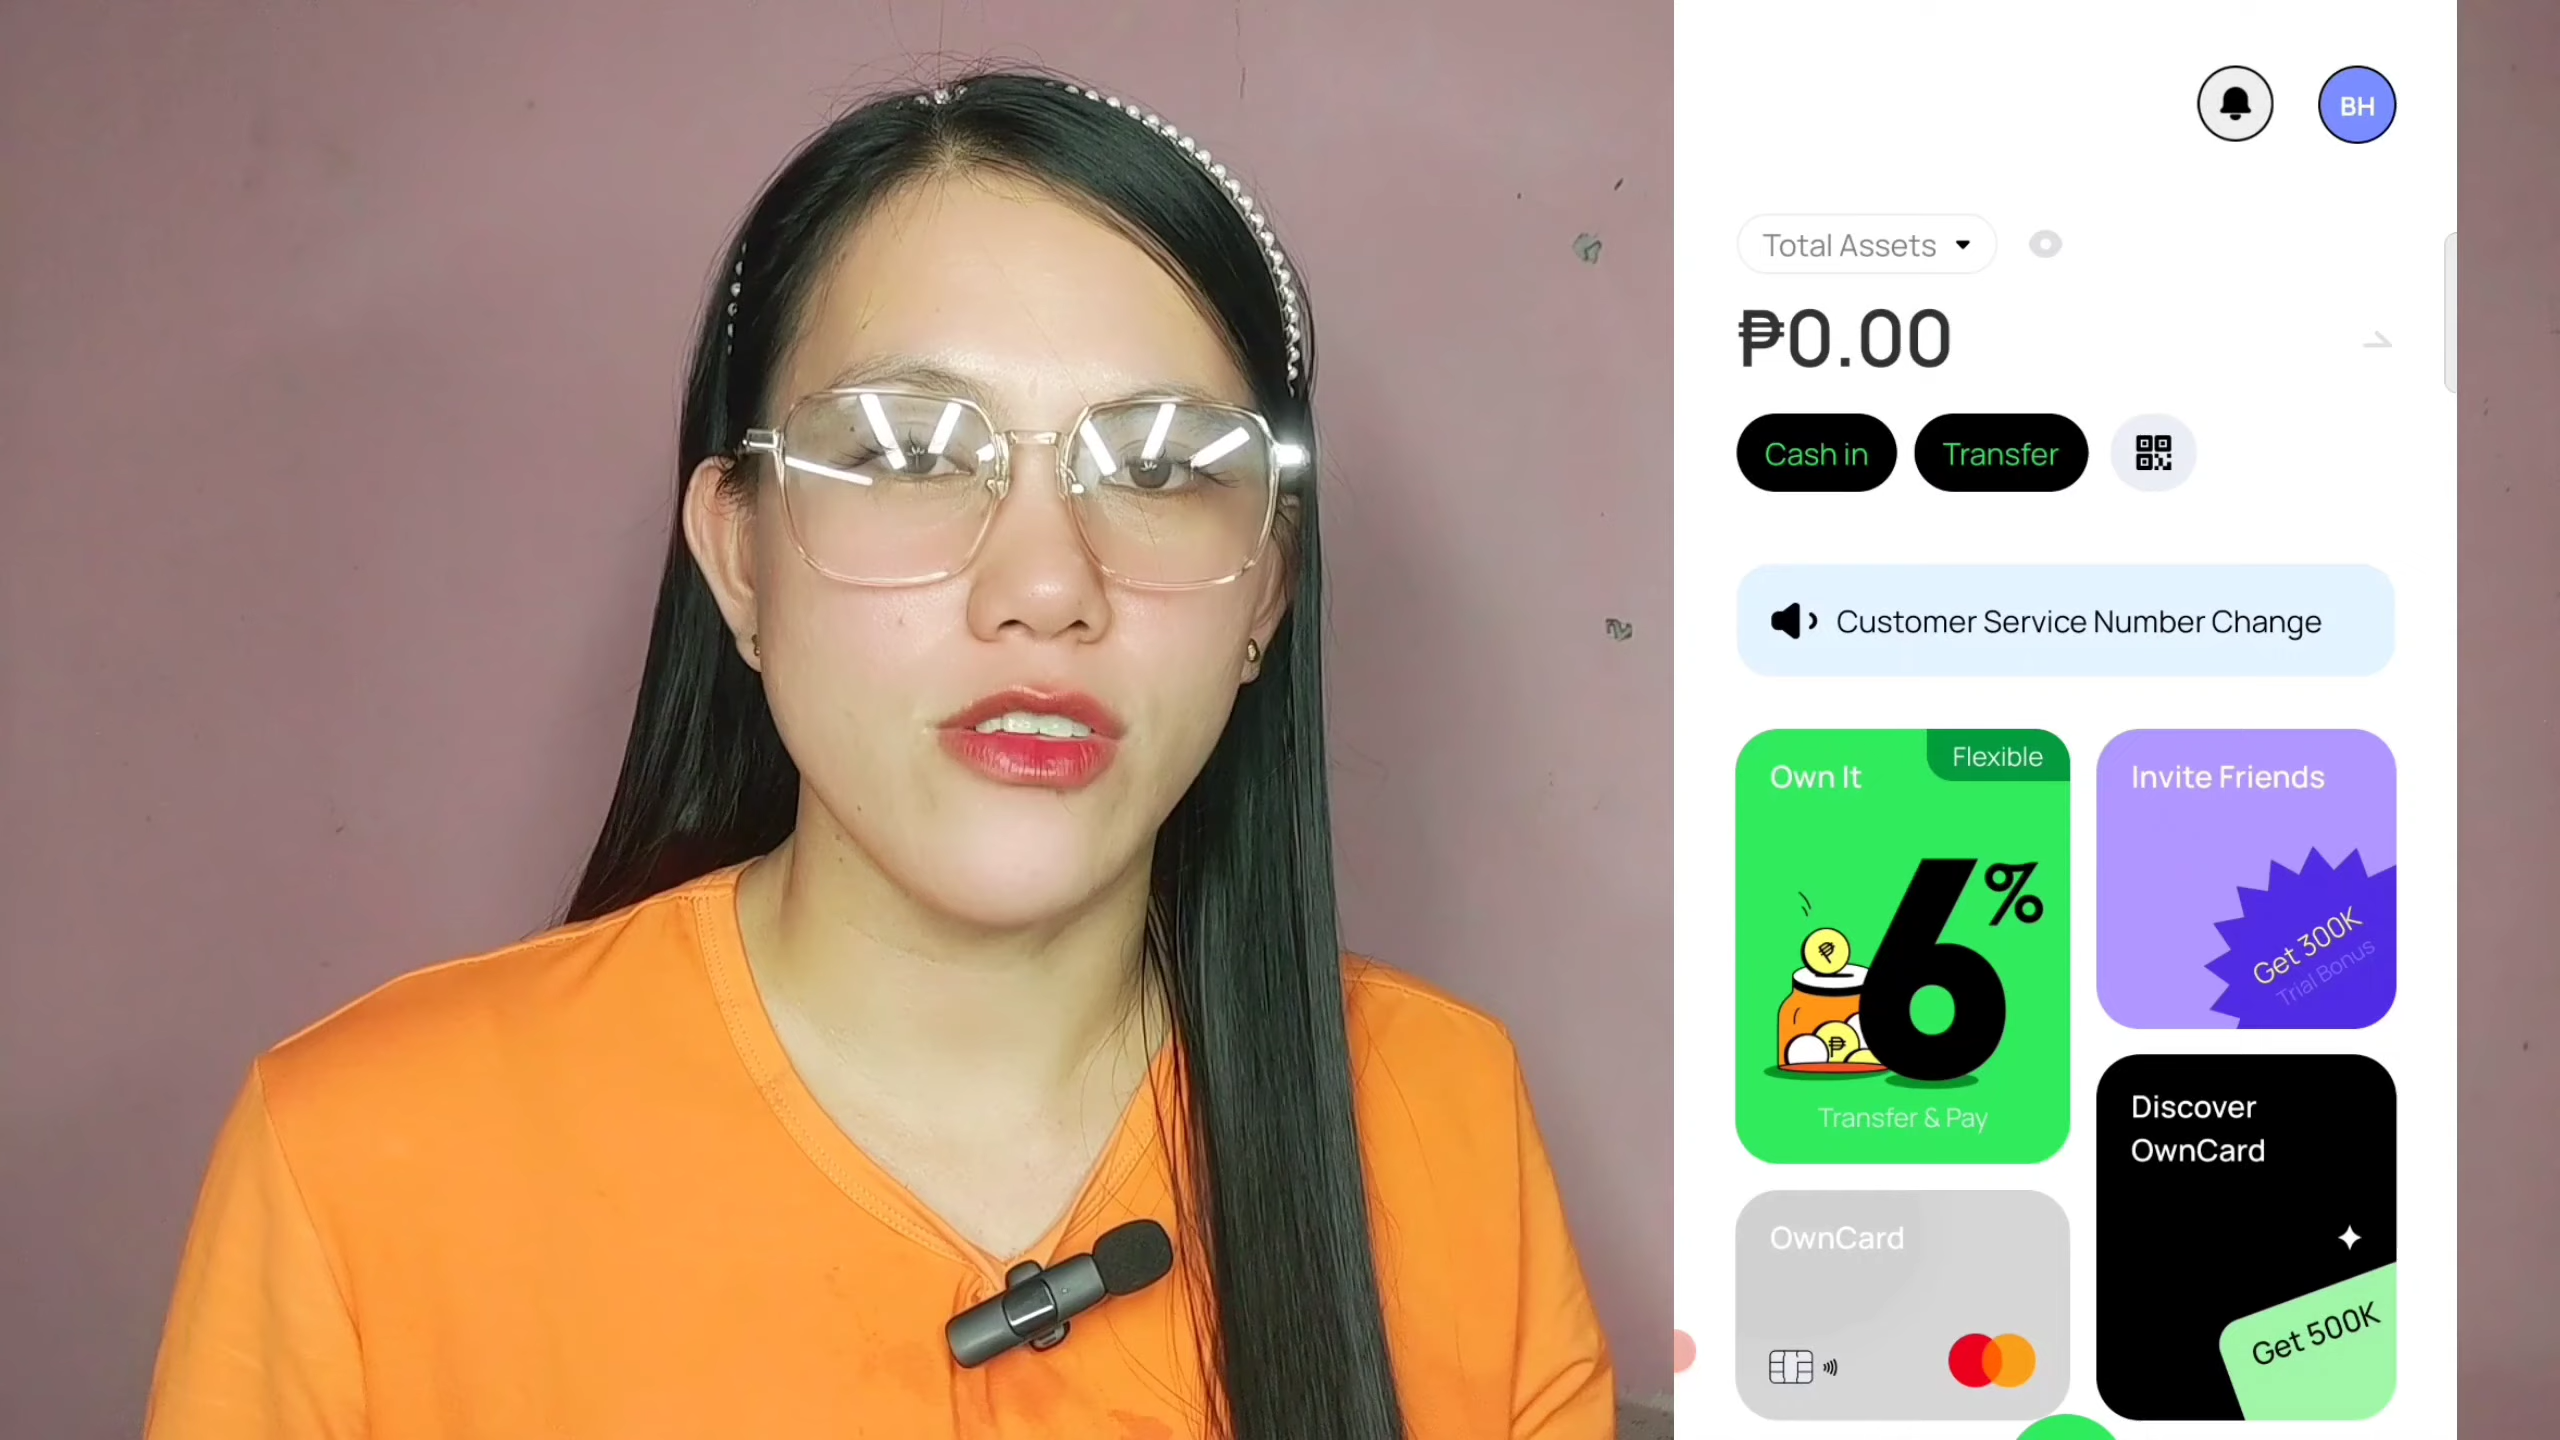 BH
Total Assets
₱0.00
Cash in
Transfer
Customer Service Number Change
Own It
Flexible
6%
Transfer & Pay
Invite Friends
Get 300K
Trial Bonus
OwnCard
Discover
OwnCard
Get 500K